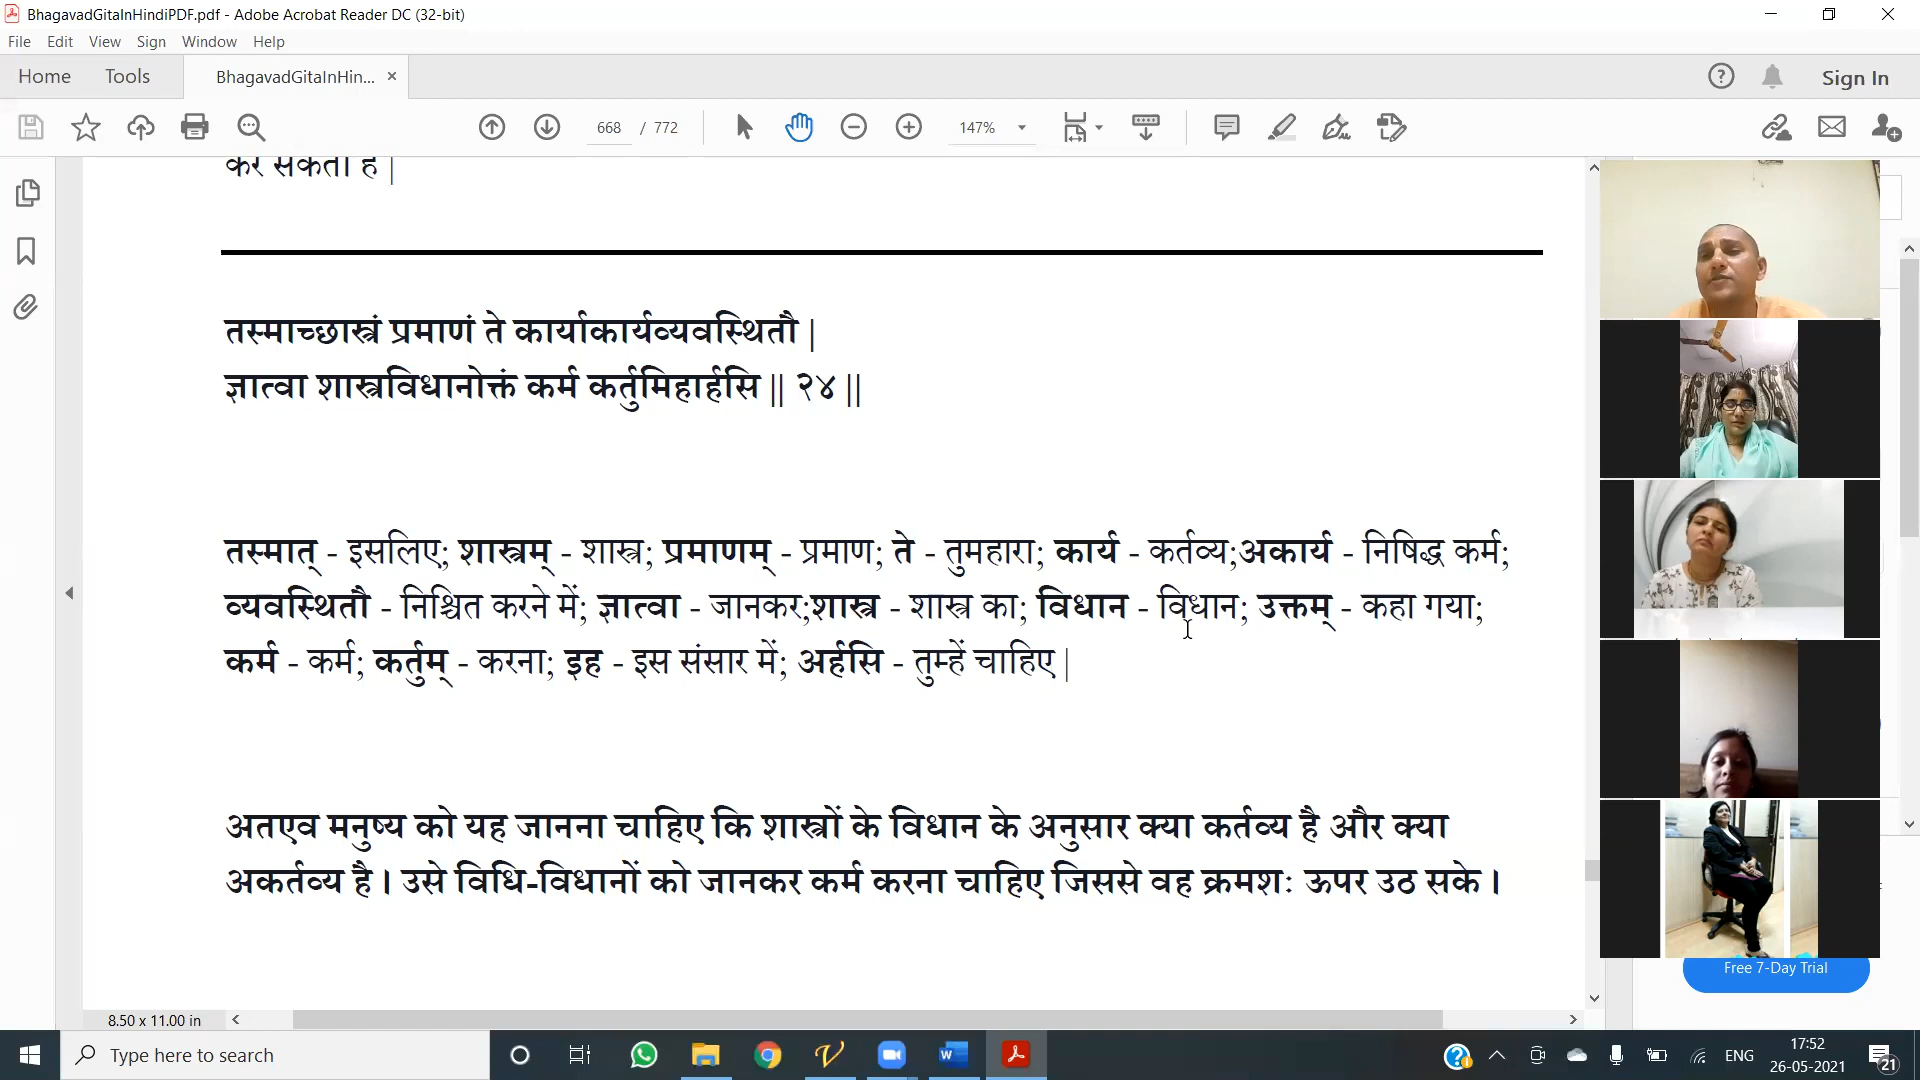 BhagavadGitaInHindiPDF.pdf - Adobe Acrobat Reader DC (32-bit)
File Edit View Sign Window Help
Home Tools BhagavadGitaInHin... × Sign In
668 / 772 147%
कर सकता है |
तस्माच्छास्त्रं प्रमाणं ते कार्याकार्यव्यवस्थितौ |
ज्ञात्वा शास्त्रविधानोक्तं कर्म कर्तुमिहार्हसि || २४ ||
तस्मात् - इसलिए; शास्त्रम् - शास्त्र; प्रमाणम् - प्रमाण; ते - तुमहारा; कार्य - कर्तव्य;अकार्य - निषिद्ध कर्म;
व्यवस्थितौ - निश्चित करने में; ज्ञात्वा - जानकर;शास्त्र - शास्त्र का; विधान - विधान; उक्तम् - कहा गया;
कर्म - कर्म; कर्तुम् - करना; इह - इस संसार में; अर्हसि - तुम्हें चाहिए |
अतएव मनुष्य को यह जानना चाहिए कि शास्त्रों के विधान के अनुसार क्या कर्तव्य है और क्या
अकर्तव्य है । उसे विधि-विधानों को जानकर कर्म करना चाहिए जिससे वह क्रमशः ऊपर उठ सके ।
Free 7-Day Trial
8.50 x 11.00 in
Type here to search
ENG
17:52
26-05-2021
21